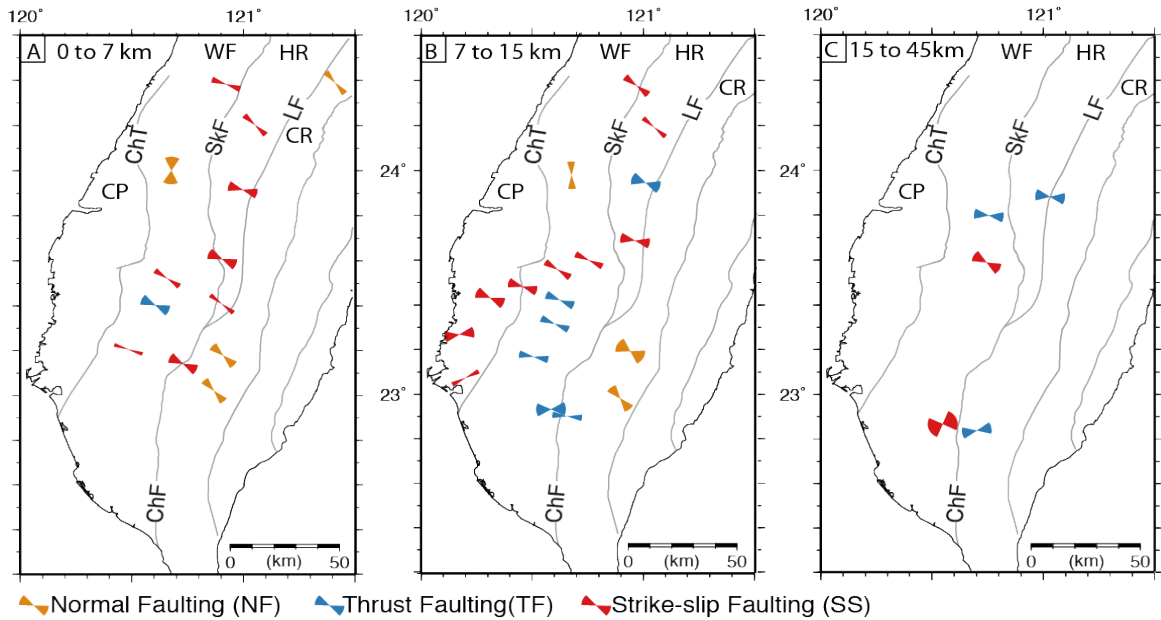 120° 121° 120° 121° 120° 121°
A 0 to 7 km WF HR
B 7 to 15 km WF HR
C 15 to 45km WF HR
LF CR
ChT SkF
CP
LF CR
ChT SkF
CP
LF CR
ChT SkF
CP
24° 24°
23° 23°
ChF
ChF
ChF
0 (km) 50
0 (km) 50
0 (km) 50
Normal Faulting (NF) Thrust Faulting(TF) Strike-slip Faulting (SS)